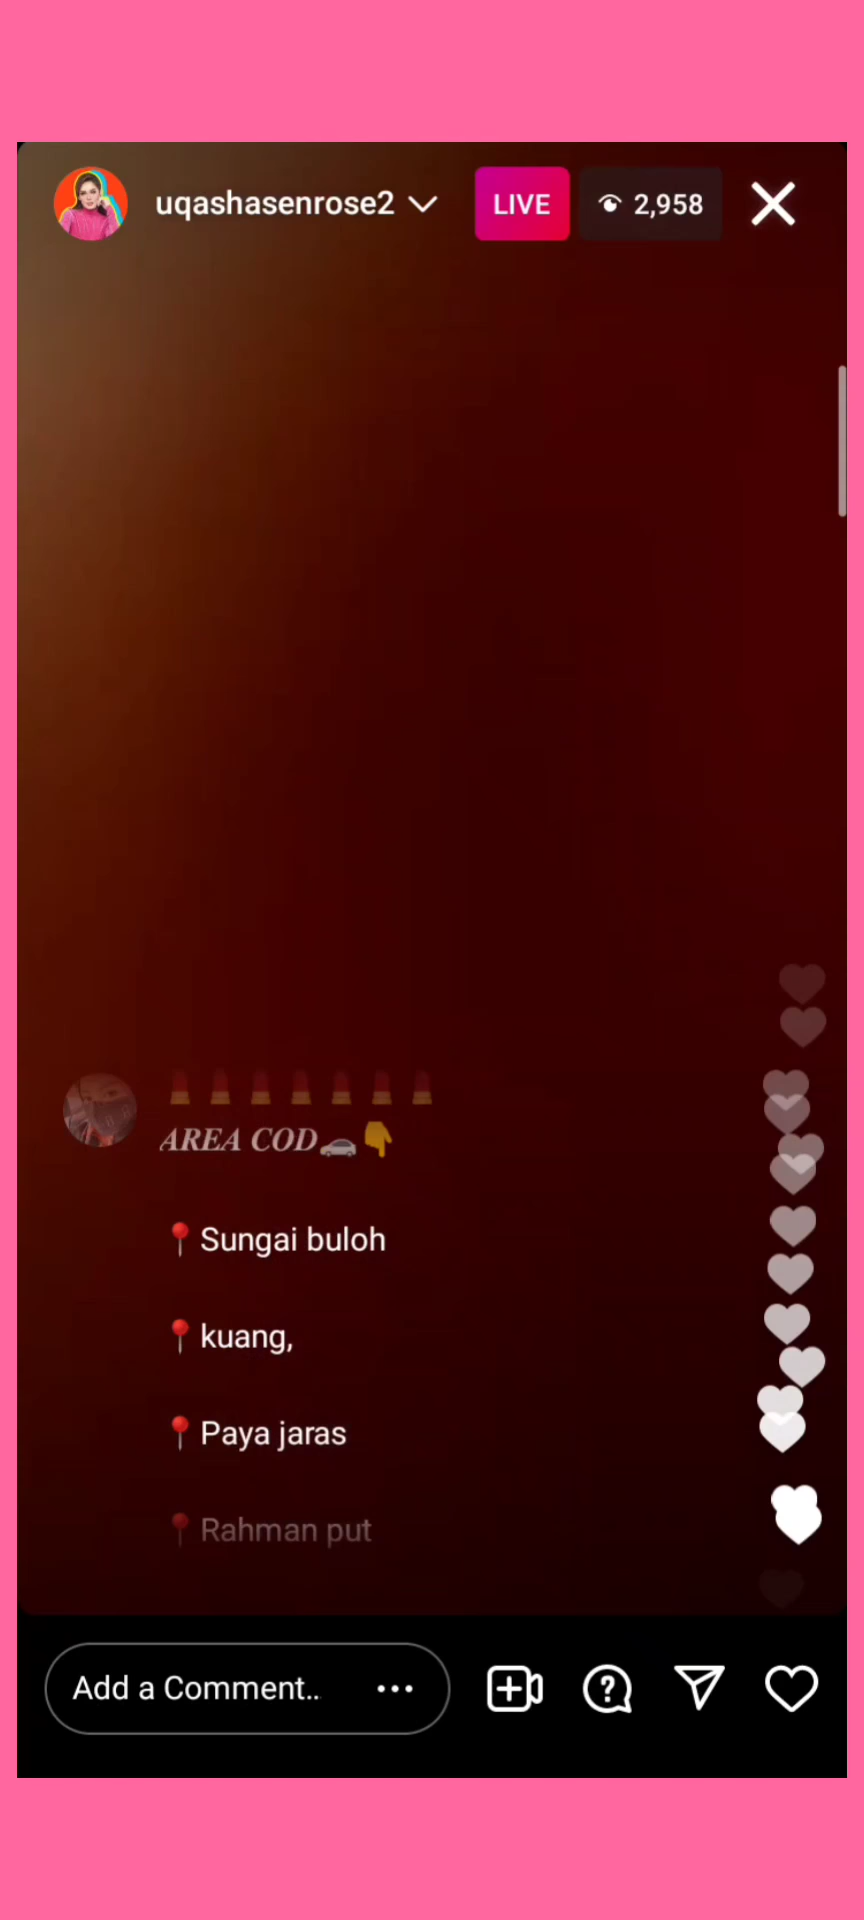 uqashasenrose2
LIVE
2,958
AREA COD
Sungai buloh
kuang,
Paya jaras
Rahman put
Add a Comment..